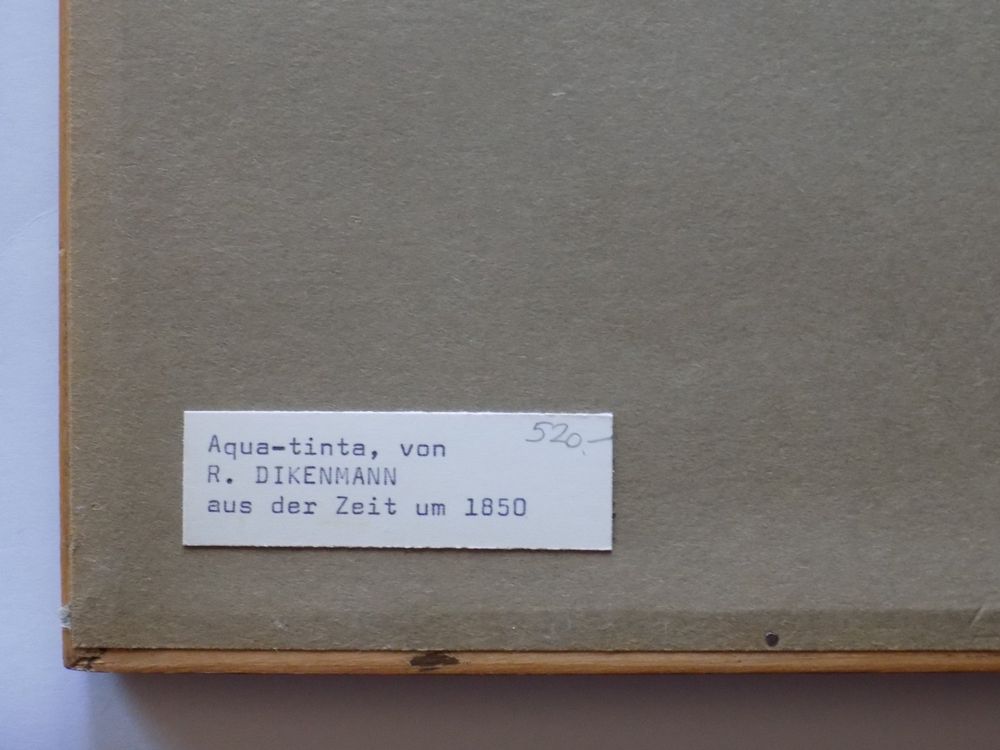 520.-
Aqua-tinta, von
R. DIKENMANN
aus der Zeit um 1850